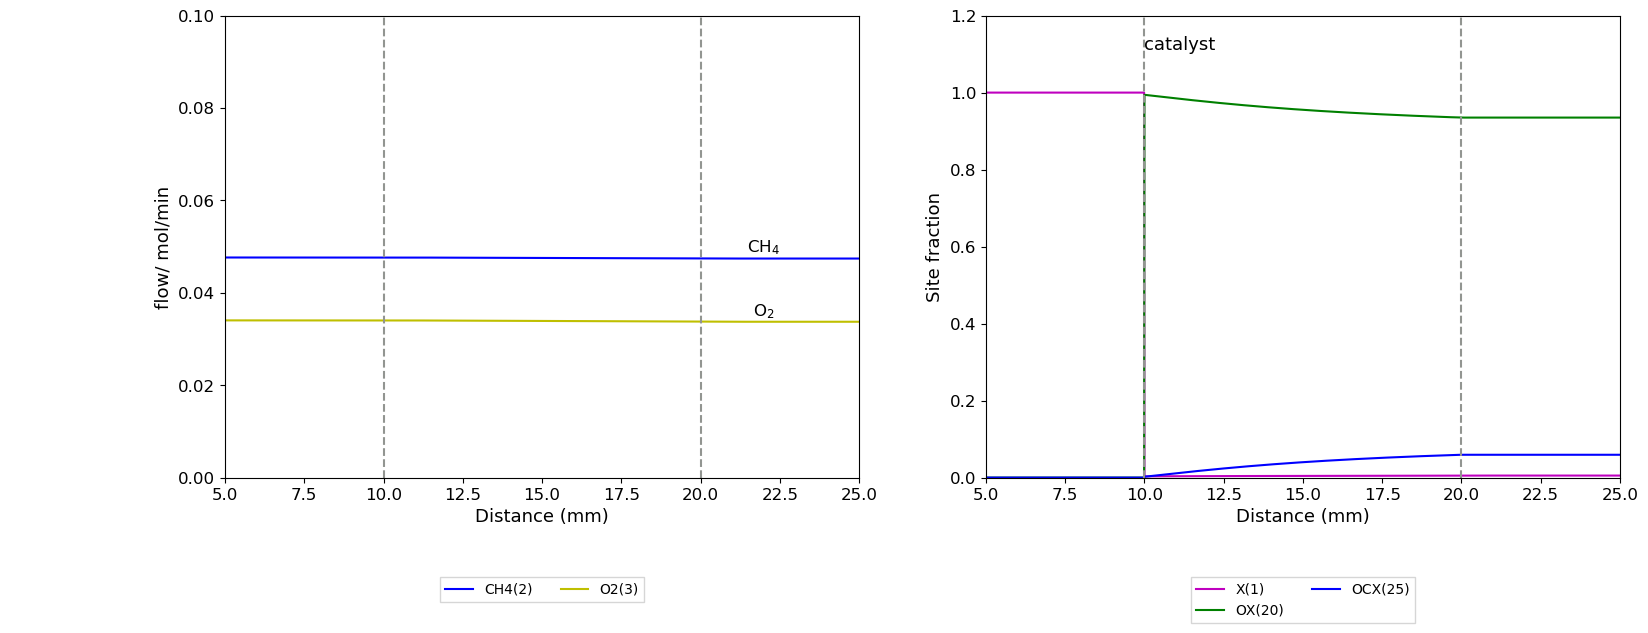 0.10
0.08
0.06
0.04
0.02
0.00
flow/ mol/min
CH4
O2
5.0 7.5 10.0 12.5 15.0 17.5 20.0 22.5 25.0
Distance (mm)
CH4(2) O2(3)
1.2
1.0
0.8
0.6
0.4
0.2
0.0
Site fraction
catalyst
5.0 7.5 10.0 12.5 15.0 17.5 20.0 22.5 25.0
Distance (mm)
X(1) OCX(25)
OX(20)